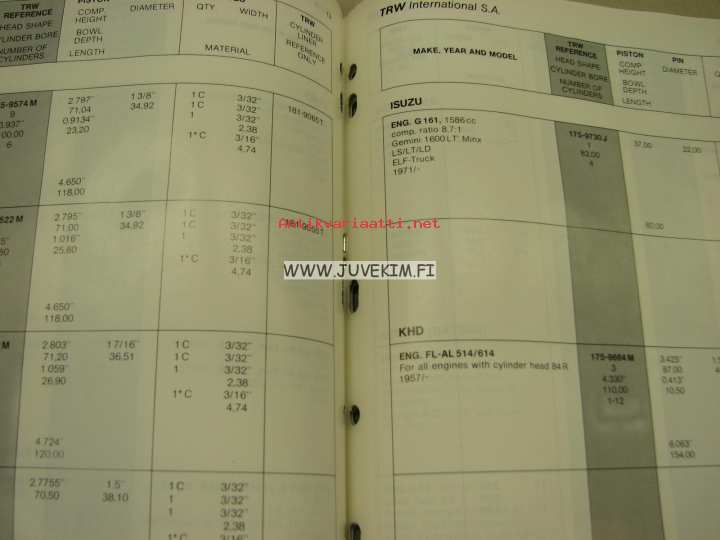 TRW
REFERENCE
HEAD SHAPE
CYLINDER BORE
NUMBER OF
CYLINDERS
PISTON
COMP.
HEIGHT
BOWL
DEPTH
LENGTH
DIAMETER
QTY
WIDTH
MATERIAL
TRW
CYLINDER
LINER
REFERENCE
ONLY
9574 M
9
100.00
6
2.797"
71,04
0.9134"
23,20
4.650"
118,00
1 3/8"
34,92
1 C 3/32"
1 C 3/32"
1 3/32"
2,38
1* C 3/16"
4,74
181-90651
522 M
2.795"
71,00
1.016"
25,80
4.650"
118,00
1 3/8"
34,92
1 C 3/32"
1 C 3/32"
1 3/32"
2,38
1* C 3/16"
4,74
181-90651
M
2.803"
71,20
1.059"
26,90
4.724"
120,00
1 7/16"
36,51
1 C 3/32"
1 C 3/32"
1 3/32"
2,38
1* C 3/16"
4,74
2.7755"
70,50
1.5"
38,10
1 C 3/32"
1 3/32"
1 3/32"
2,38
1* C 3/16"
TRW International S.A.
MAKE, YEAR AND MODEL
TRW
REFERENCE
HEAD SHAPE
CYLINDER BORE
NUMBER OF
CYLINDERS
PISTON
COMP.
HEIGHT
BOWL
DEPTH
LENGTH
PIN
DIAMETER
ISUZU
ENG. G 161, 1586 cc
comp. ratio 8,7:1
Gemini 1600 LT' Minx
LS/LT/LD
ELF-Truck
1971/-
175-9730 J
1
82,00
4
37,00
22,00
80,00
KHD
ENG. FL-AL 514/614
For all engines with cylinder head 84 R
1957/-
175-9684 M
3
4.330"
110,00
1-12
3.425"
87,00
0.413"
10,50
6.063"
154,00
Antikvariaatti.net
WWW.JUVEKIM.FI